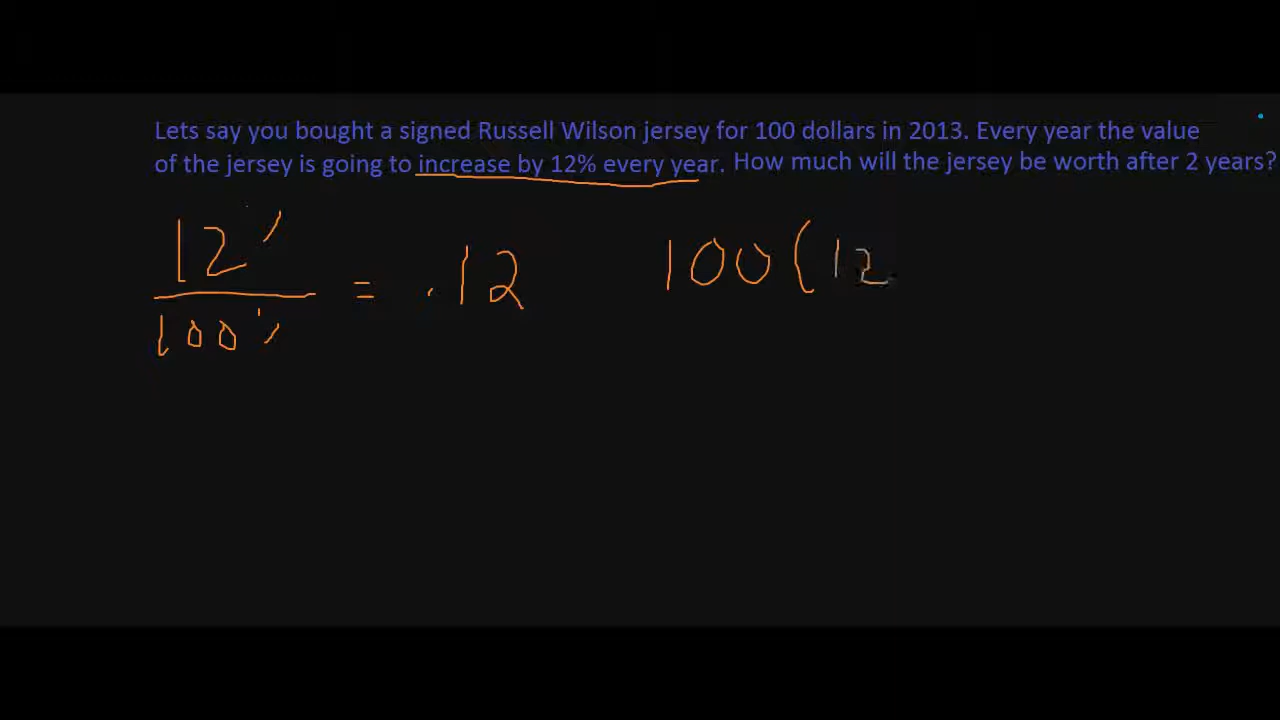 Lets say you bought a signed Russell Wilson jersey for 100 dollars in 2013. Every year the value
of the jersey is going to increase by 12% every year. How much will the jersey be worth after 2 years?
12%
100%
= .12
100(12